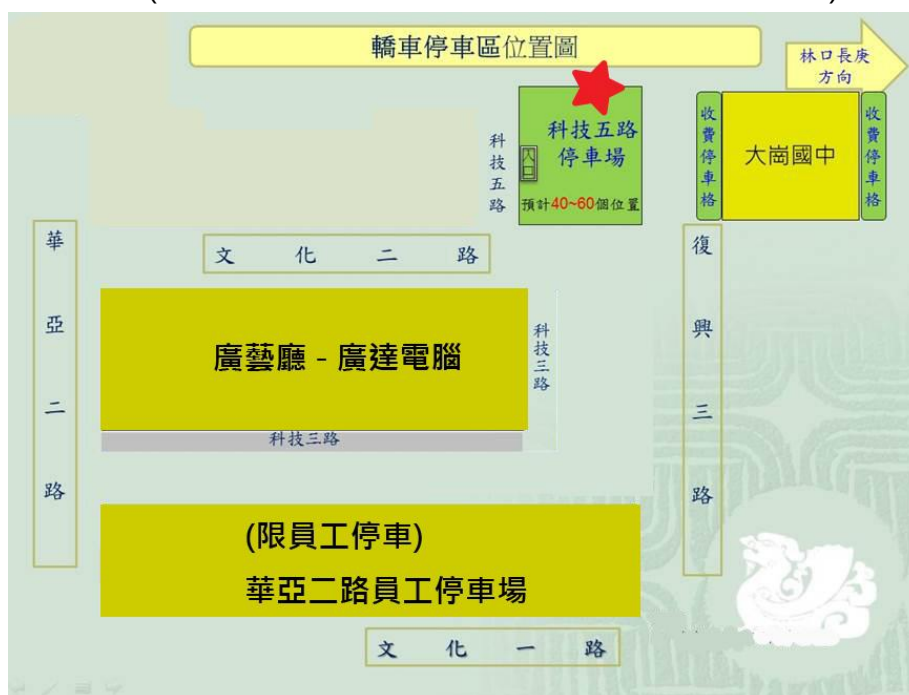 轎車停車區位置圖
林口長庚
方向
科技五路
科技五路
停車場
入口
預計40~60個位置
收費停車格
大崗國中
收費停車格
華亞二路
文化二路
復興三路
廣藝廳 - 廣達電腦
科技三路
科技三路
(限員工停車)
華亞二路員工停車場
文化一路